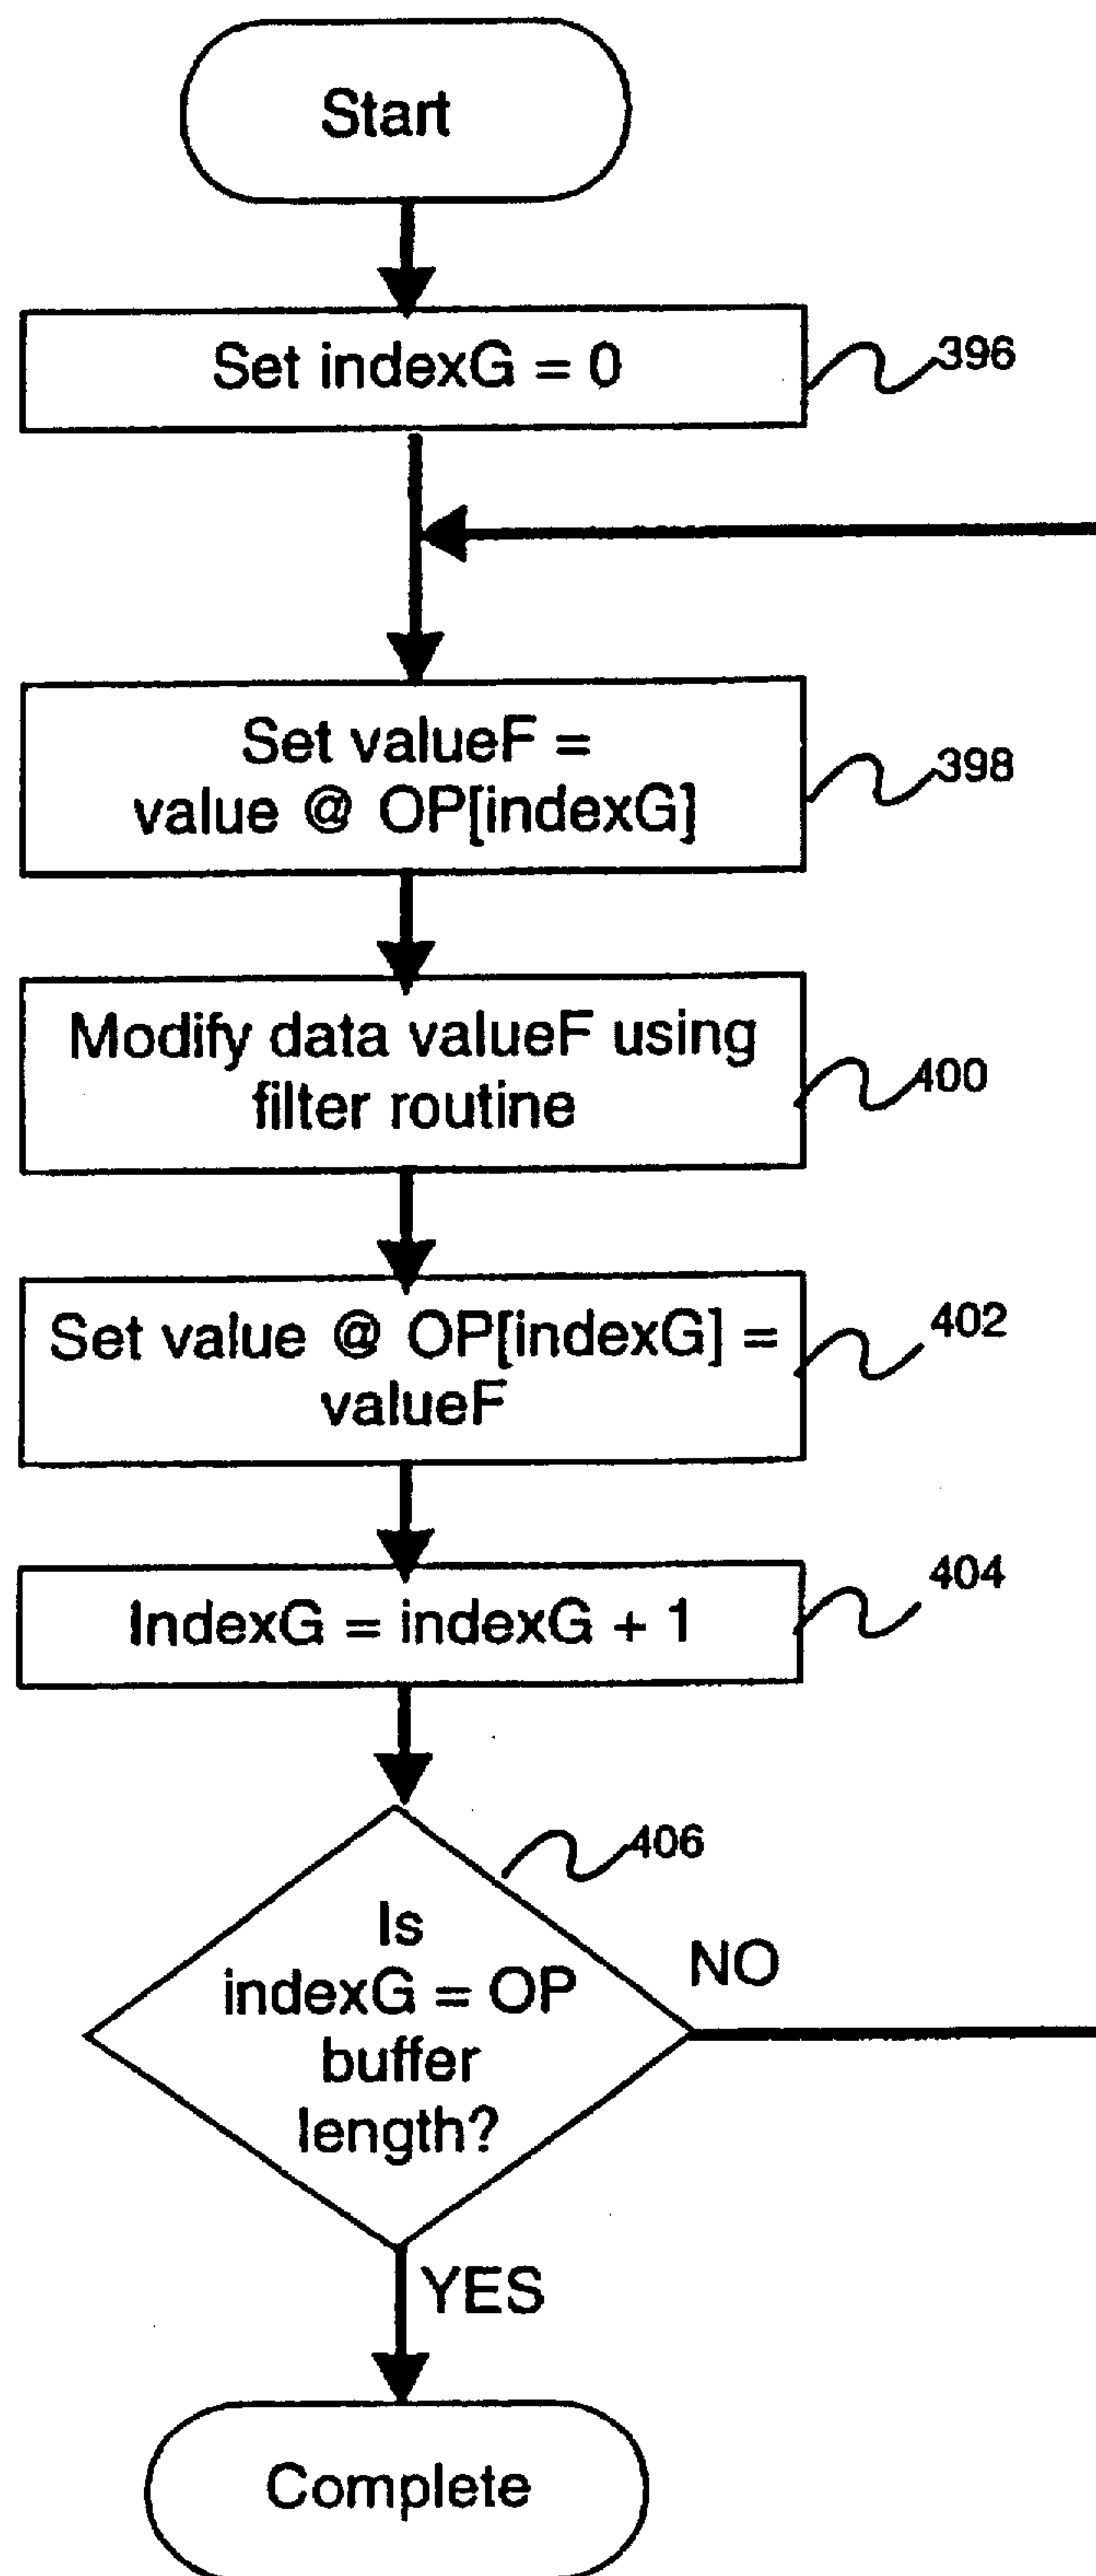 Start
Set indexG = 0
396
Set valueF =
value @ OP[indexG]
398
Modify data valueF using
filter routine
400
Set value @ OP[indexG] =
valueF
402
IndexG = indexG + 1
404
406
Is
indexG = OP
buffer
length?
NO
YES
Complete